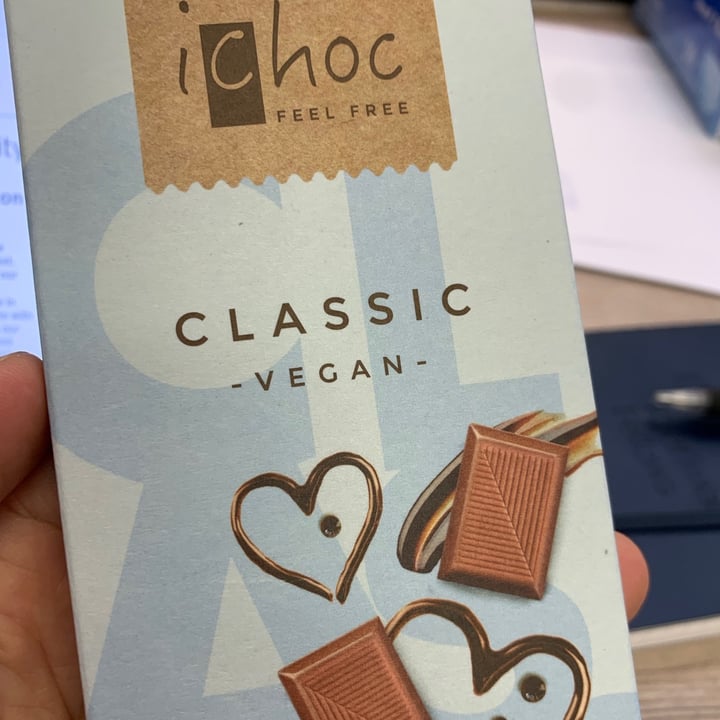 ichoc
FEEL FREE
CLASSIC
-VEGAN-